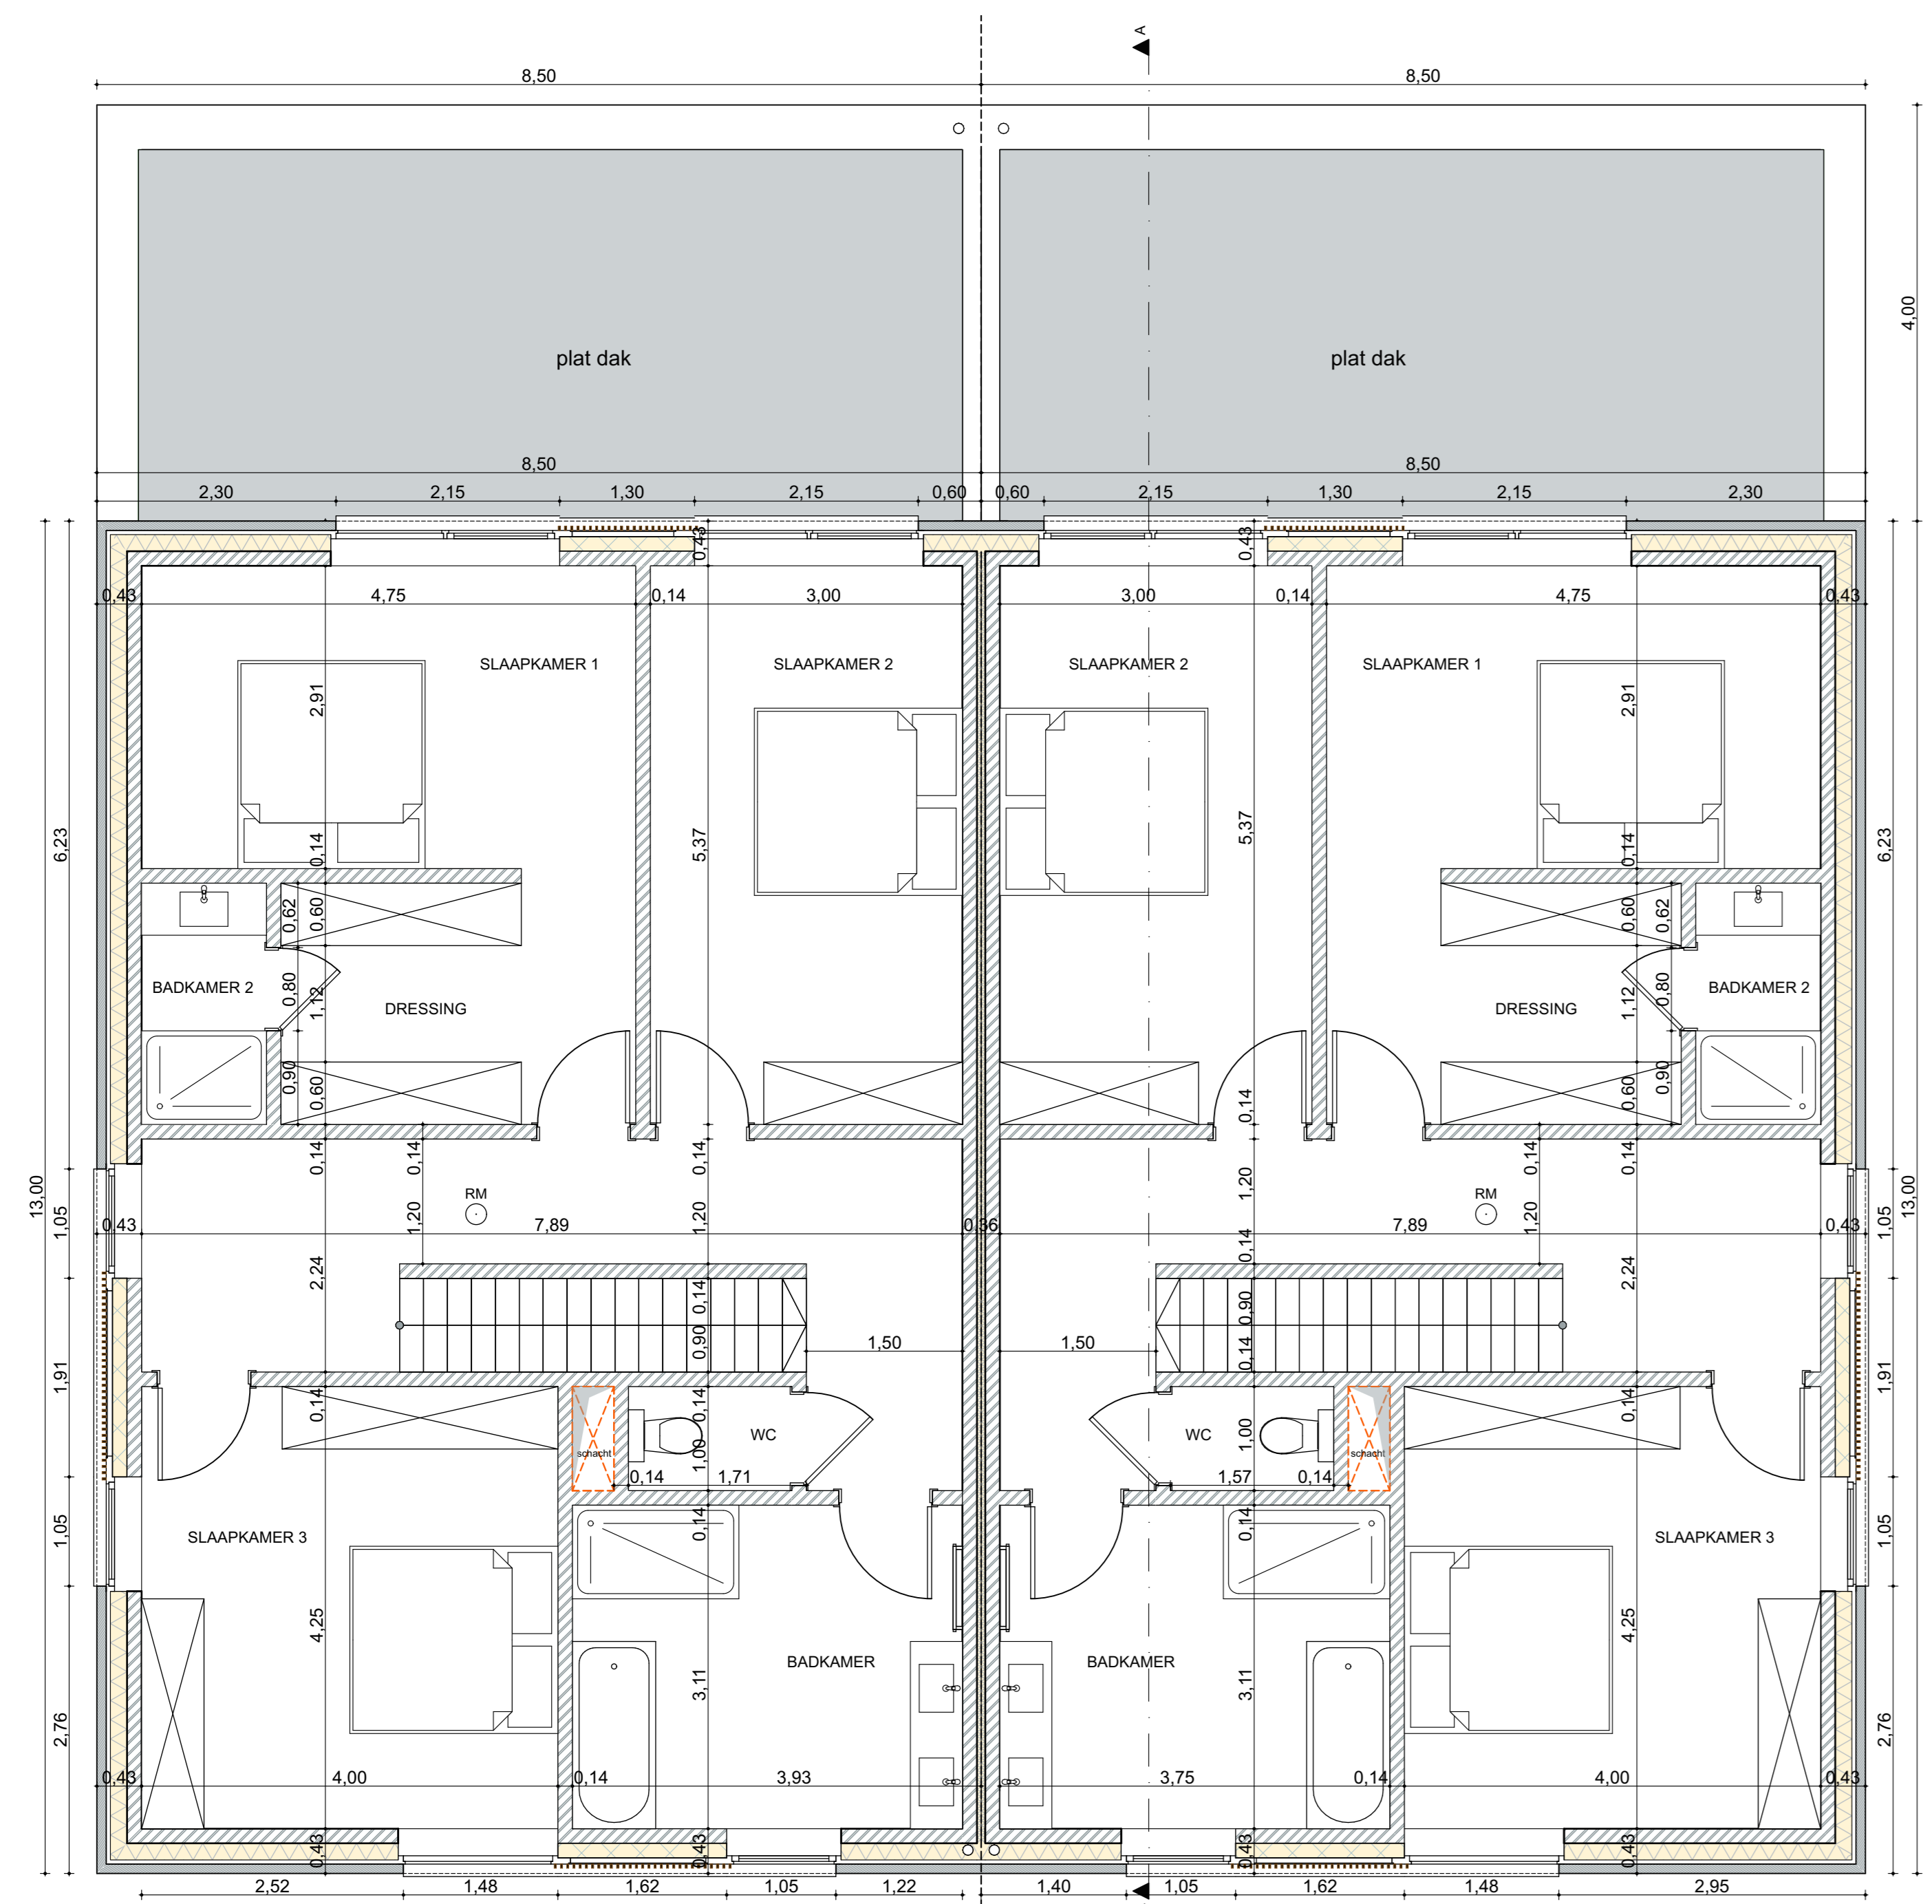 A
8,50 8,50
4,00
plat dak plat dak
8,50 8,50
2,30 2,15 1,30 2,15 0,60 0,60 2,15 1,30 2,15 2,30
0,43 0,43
0,43 4,75 0,14 3,00 3,00 0,14 4,75 0,43
SLAAPKAMER 1 SLAAPKAMER 2 SLAAPKAMER 2 SLAAPKAMER 1
2,91 2,91
6,23 0,14 5,37 5,37 0,14 6,23
0,62 0,60 0,60 0,62
BADKAMER 2 0,80 1,12 1,12 0,80 BADKAMER 2
DRESSING DRESSING
0,90 0,60 0,14 0,60 0,90
0,14 0,14 0,14 0,14 0,14
RM RM
13,00 1,05 1,20 1,20 1,20 1,20 1,05 13,00
0,43 7,89 0,36 7,89 0,43
2,24 0,14 2,24
0,14 0,90
0,90 1,50 1,50 0,14
1,91 0,14 0,14 0,14 1,91
WC WC
schacht 1,00 1,00 schacht
0,14 1,71 1,57 0,14
1,05 0,14 0,14 1,05
SLAAPKAMER 3 SLAAPKAMER 3
4,25 4,25
BADKAMER BADKAMER
3,11 3,11
2,76 2,76
0,43 4,00 0,14 3,93 3,75 0,14 4,00 0,43
0,43 0,43 0,43 0,43
2,52 1,48 1,62 1,05 1,22 1,40 1,05 1,62 1,48 2,95